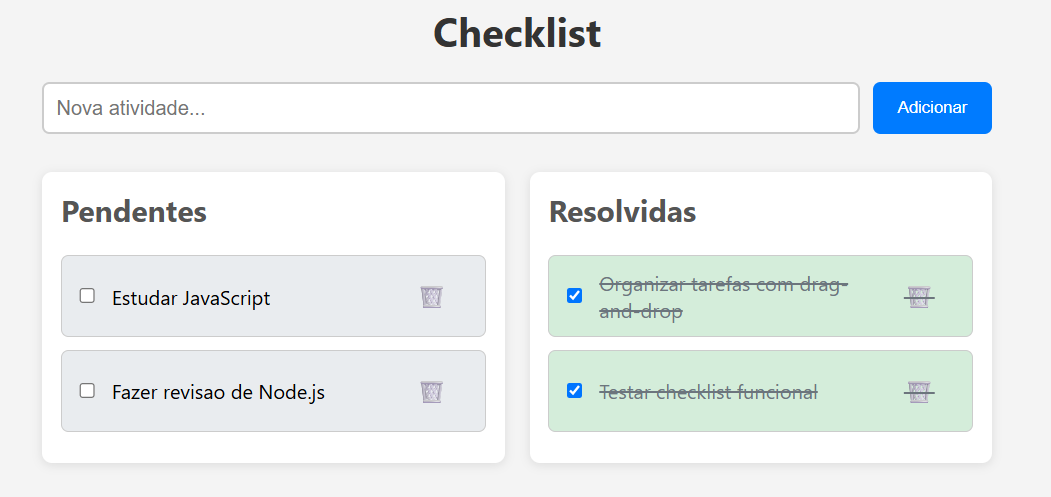 Checklist
Nova atividade...
Adicionar
Pendentes
Estudar JavaScript
Fazer revisao de Node.js
Resolvidas
Organizar tarefas com drag-
and-drop
Testar checklist funcional